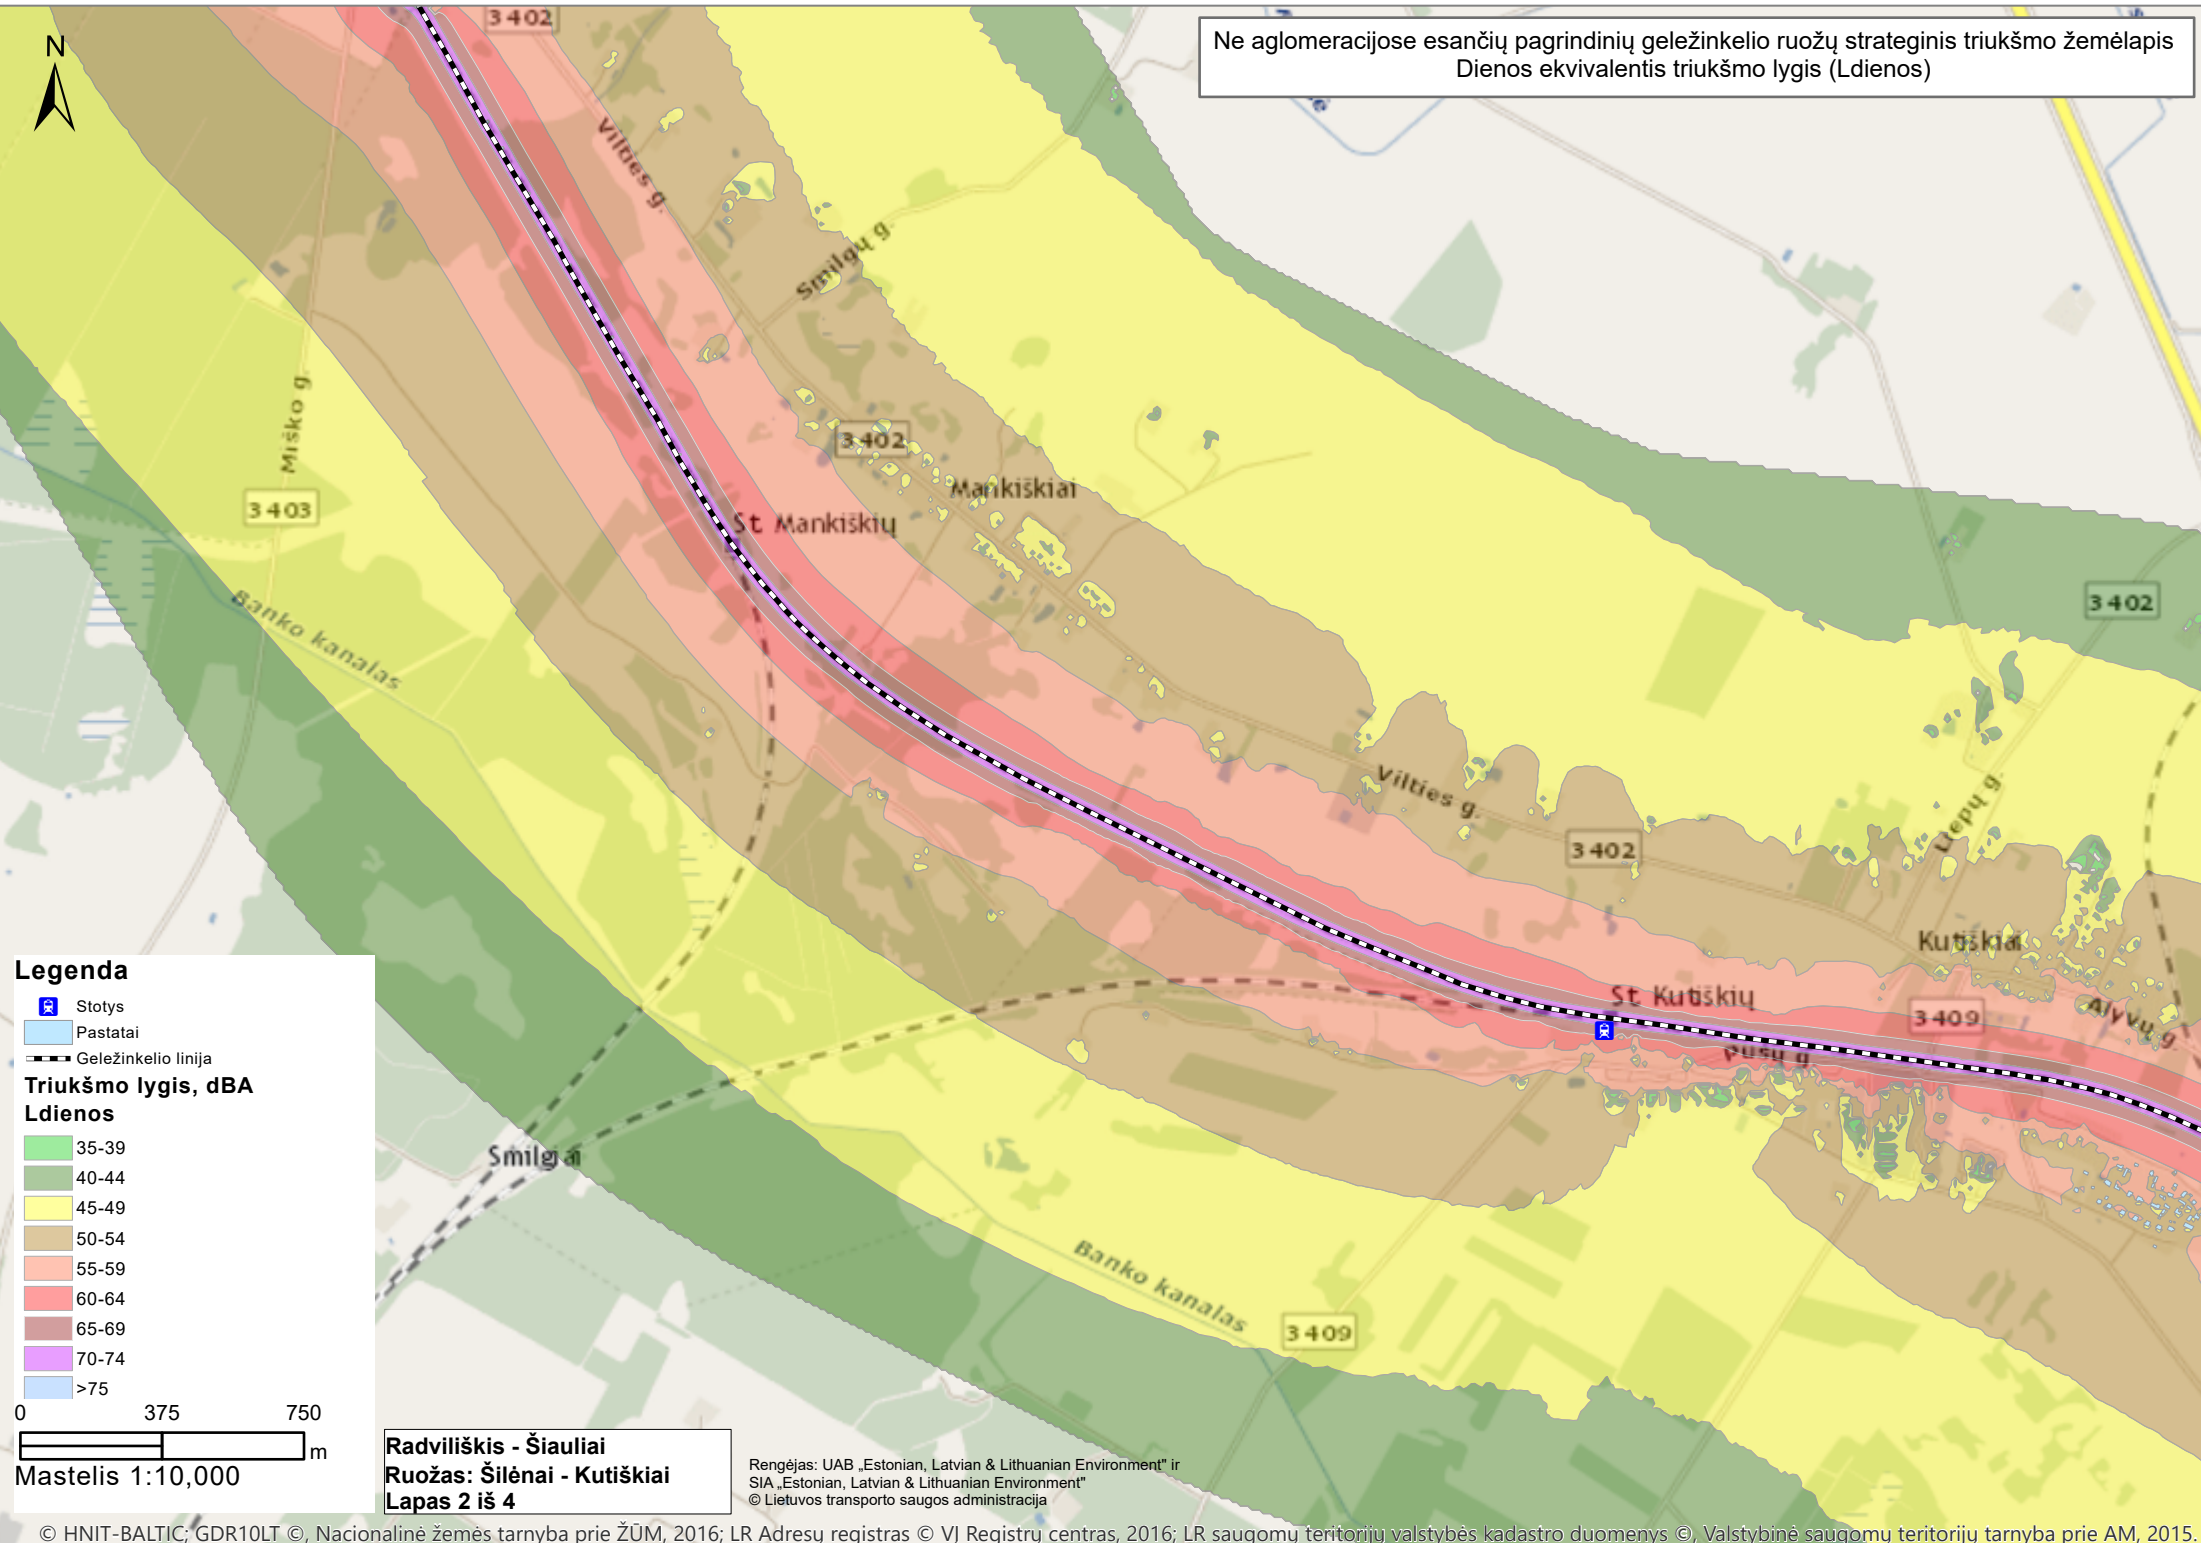 Ne aglomeracijose esančių pagrindinių geležinkelio ruožų strateginis triukšmo žemėlapis
Dienos ekvivalentis triukšmo lygis (Ldienos)
N
3402
Vilties g.
Smilgų g.
Miško g.
3402
Mankiškiai
3403
St Mankiškių
Banko kanalas
3402
Vilties g.
Liepų g.
3402
Kutiškiai
St Kutiškių
3409
Alyvų g.
Pušų g.
Smilgiai
Banko kanalas
3409
Legenda
Stotys
Pastatai
Geležinkelio linija
Triukšmo lygis, dBA
Ldienos
35-39
40-44
45-49
50-54
55-59
60-64
65-69
70-74
>75
0 375 750
m
Mastelis 1:10,000
Radviliškis - Šiauliai
Ruožas: Šilėnai - Kutiškiai
Lapas 2 iš 4
Rengėjas: UAB „Estonian, Latvian & Lithuanian Environment" ir
SIA „Estonian, Latvian & Lithuanian Environment"
© Lietuvos transporto saugos administracija
© HNIT-BALTIC; GDR10LT ©, Nacionalinė žemės tarnyba prie ŽŪM, 2016; LR Adresų registras © VĮ Registrų centras, 2016; LR saugomų teritorijų valstybės kadastro duomenys ©, Valstybinė saugomų teritorijų tarnyba prie AM, 2015.